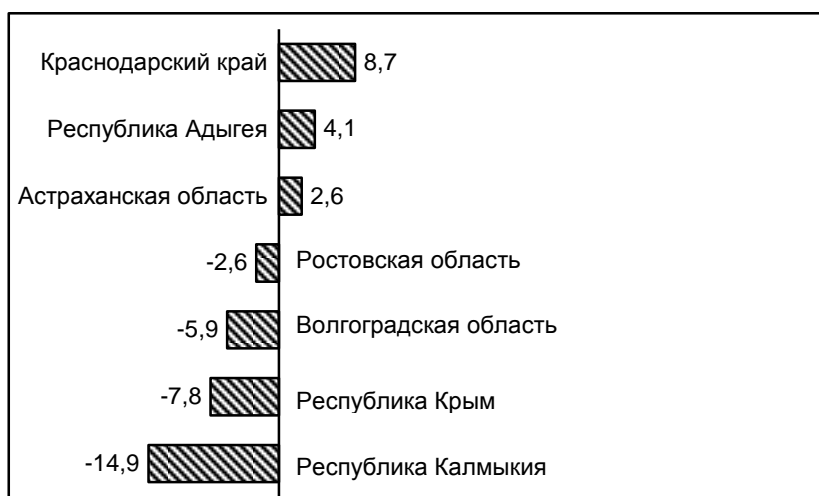 Краснодарский край 8,7
Республика Адыгея 4,1
Астраханская область 2,6
-2,6 Ростовская область
-5,9 Волгоградская область
-7,8 Республика Крым
-14,9 Республика Калмыкия